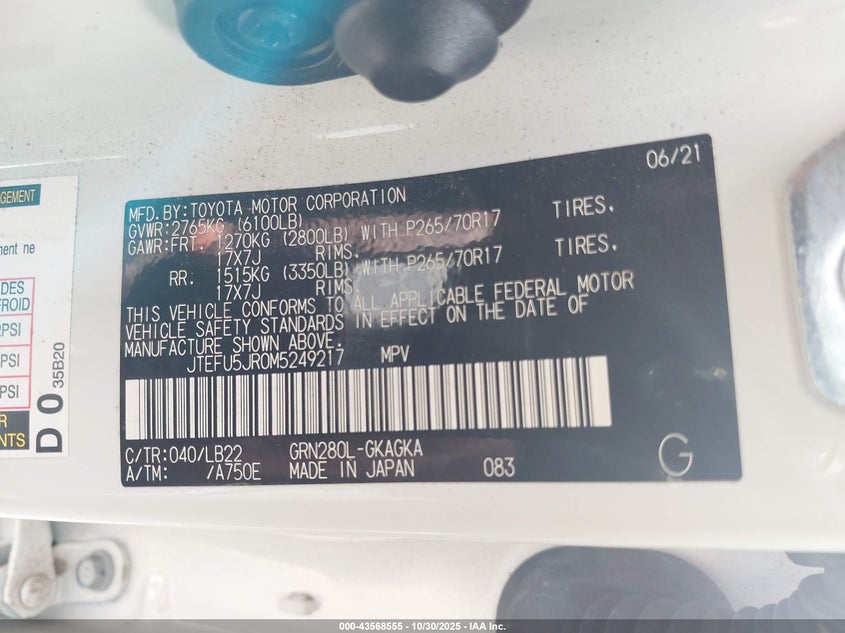 06/21
MFD.BY:TOYOTA MOTOR CORPORATION
GVWR:2765KG (6100LB)
GAWR:FRT. 1270KG (2800LB) WITH P265/70R17 TIRES.
17X7J RIMS.
RR. 1515KG (3350LB) WITH P265/70R17 TIRES.
17X7J RIMS.
THIS VEHICLE CONFORMS TO ALL APPLICABLE FEDERAL MOTOR
VEHICLE SAFETY STANDARDS IN EFFECT ON THE DATE OF
MANUFACTURE SHOWN ABOVE.
JTEFU5JR0M5249217 MPV
C/TR:040/LB22 GRN280L-GKAGKA
A/TM: /A750E MADE IN JAPAN 083
G
GEMENT
ment ne
DES
FROID
PSI
PSI
PSI
NTS
D 0
35B20
000-43568555 - 10/30/2025 - IAA Inc.